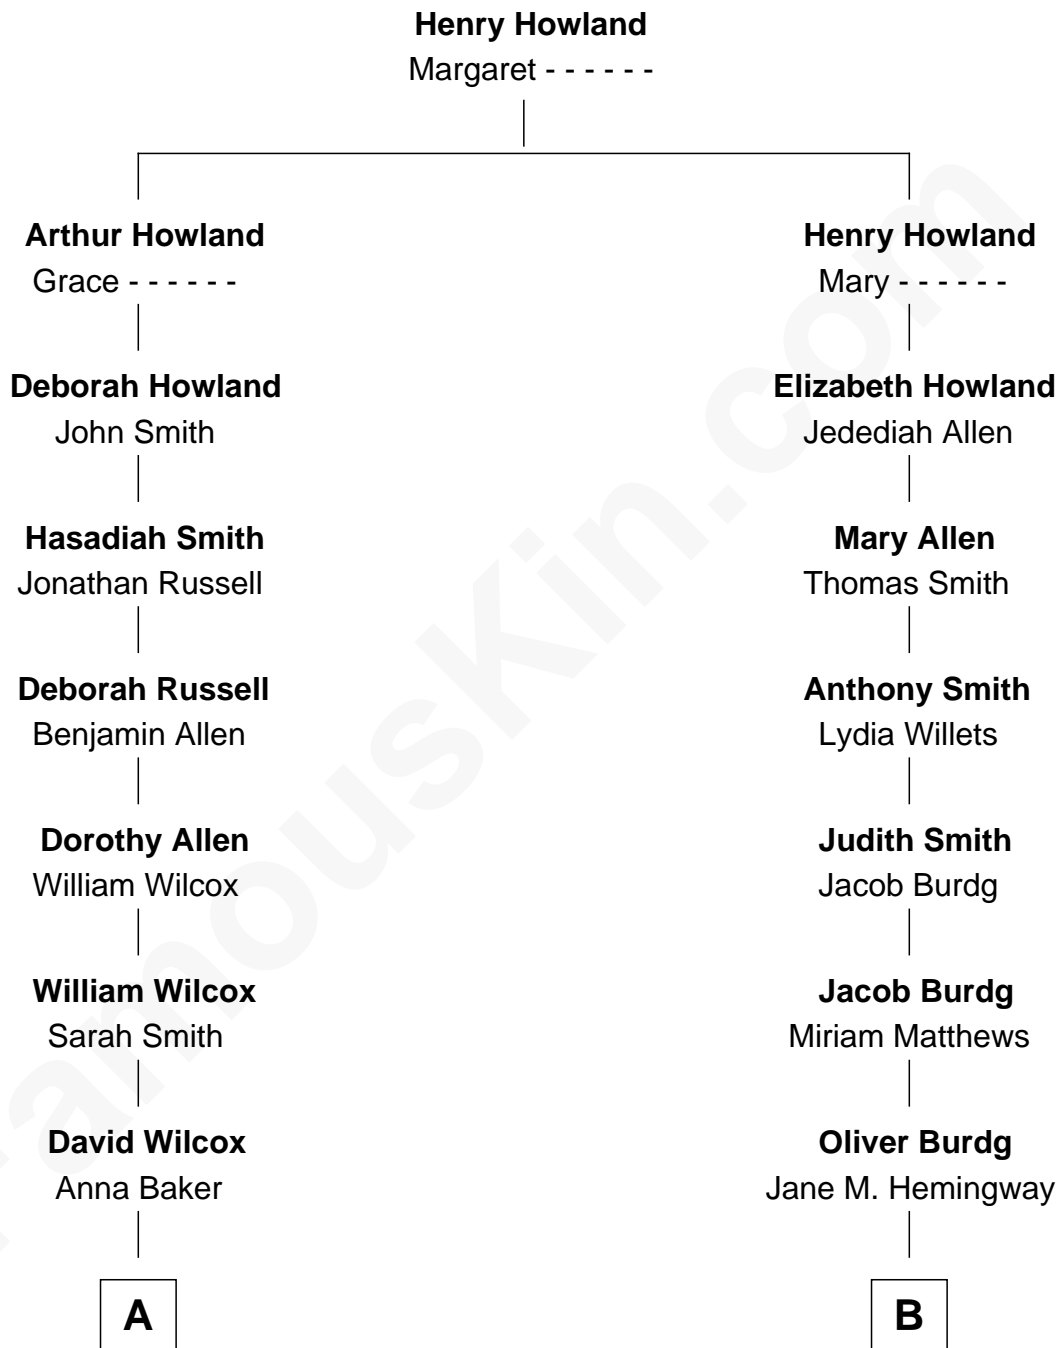 Henry Howland
Margaret - - - - - -
Arthur Howland
Grace - - - - - -
Henry Howland
Mary - - - - - -
Deborah Howland
John Smith
Elizabeth Howland
Jedediah Allen
Hasadiah Smith
Jonathan Russell
Mary Allen
Thomas Smith
Deborah Russell
Benjamin Allen
Anthony Smith
Lydia Willets
Dorothy Allen
William Wilcox
Judith Smith
Jacob Burdg
William Wilcox
Sarah Smith
Jacob Burdg
Miriam Matthews
David Wilcox
Anna Baker
Oliver Burdg
Jane M. Hemingway
A
B
FamousKin.com